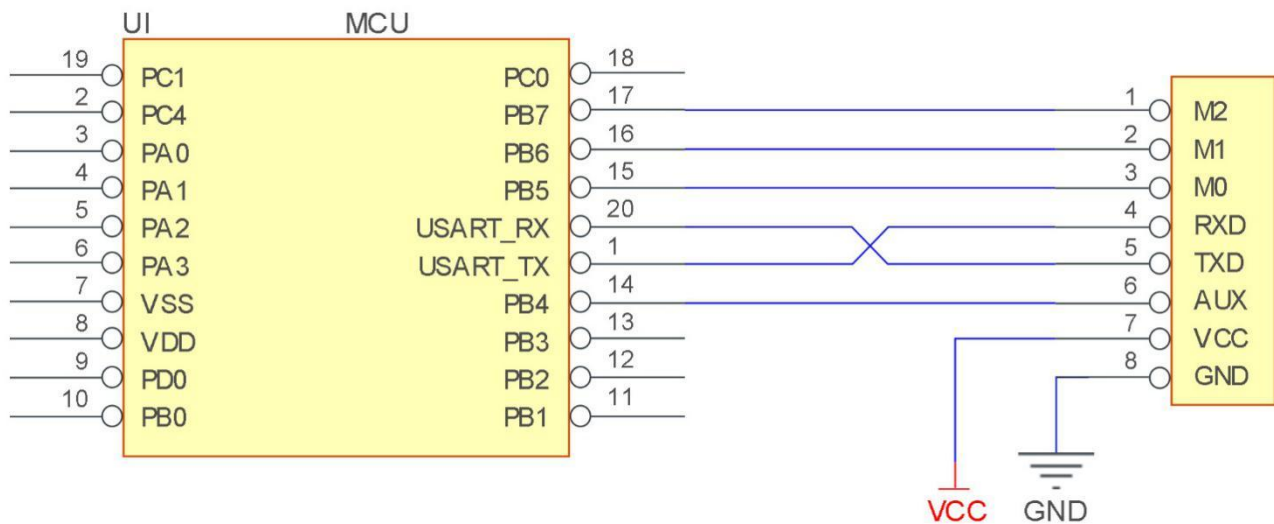 UI MCU
19 PC1 PC0 18
2 PC4 PB7 17 1 M2
3 PA0 PB6 16 2 M1
4 PA1 PB5 15 3 M0
5 PA2 USART_RX 20 4 RXD
6 PA3 USART_TX 1 5 TXD
7 VSS PB4 14 6 AUX
8 VDD PB3 13 7 VCC
9 PD0 PB2 12 8 GND
10 PB0 PB1 11
VCC GND